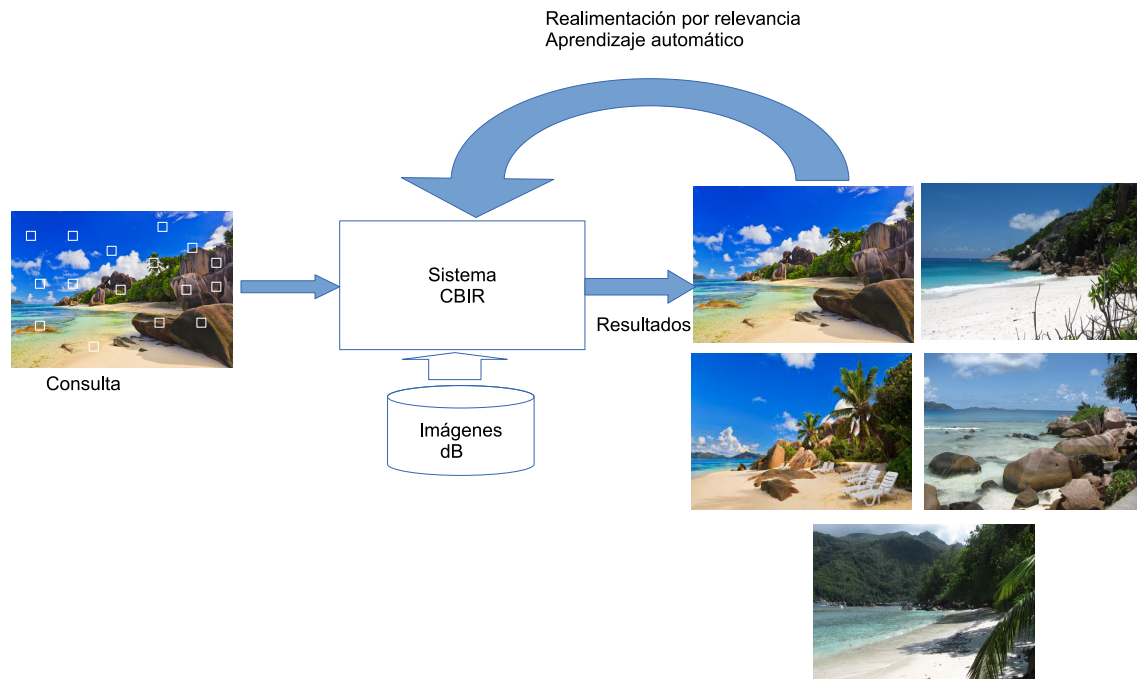 Realimentación por relevancia
Aprendizaje automático
Sistema
CBIR
Resultados
Consulta
Imágenes
dB